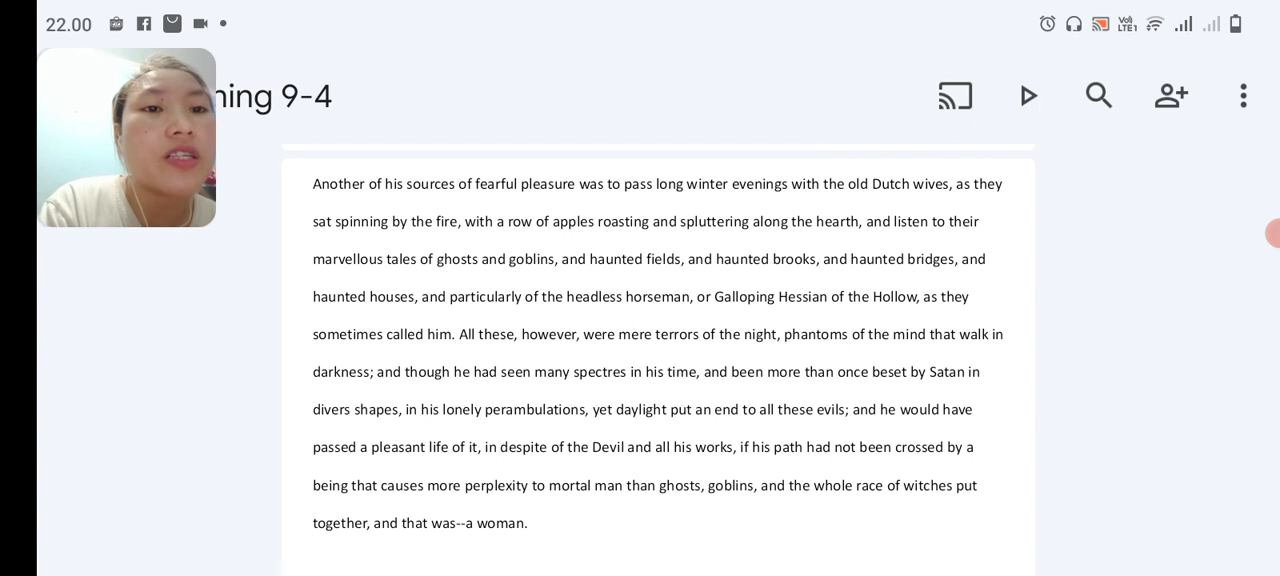 22.00
Voli
LTE1
ning 9-4
Another of his sources of fearful pleasure was to pass long winter evenings with the old Dutch wives, as they
sat spinning by the fire, with a row of apples roasting and spluttering along the hearth, and listen to their
marvellous tales of ghosts and goblins, and haunted fields, and haunted brooks, and haunted bridges, and
haunted houses, and particularly of the headless horseman, or Galloping Hessian of the Hollow, as they
sometimes called him. All these, however, were mere terrors of the night, phantoms of the mind that walk in
darkness; and though he had seen many spectres in his time, and been more than once beset by Satan in
divers shapes, in his lonely perambulations, yet daylight put an end to all these evils; and he would have
passed a pleasant life of it, in despite of the Devil and all his works, if his path had not been crossed by a
being that causes more perplexity to mortal man than ghosts, goblins, and the whole race of witches put
together, and that was--a woman.